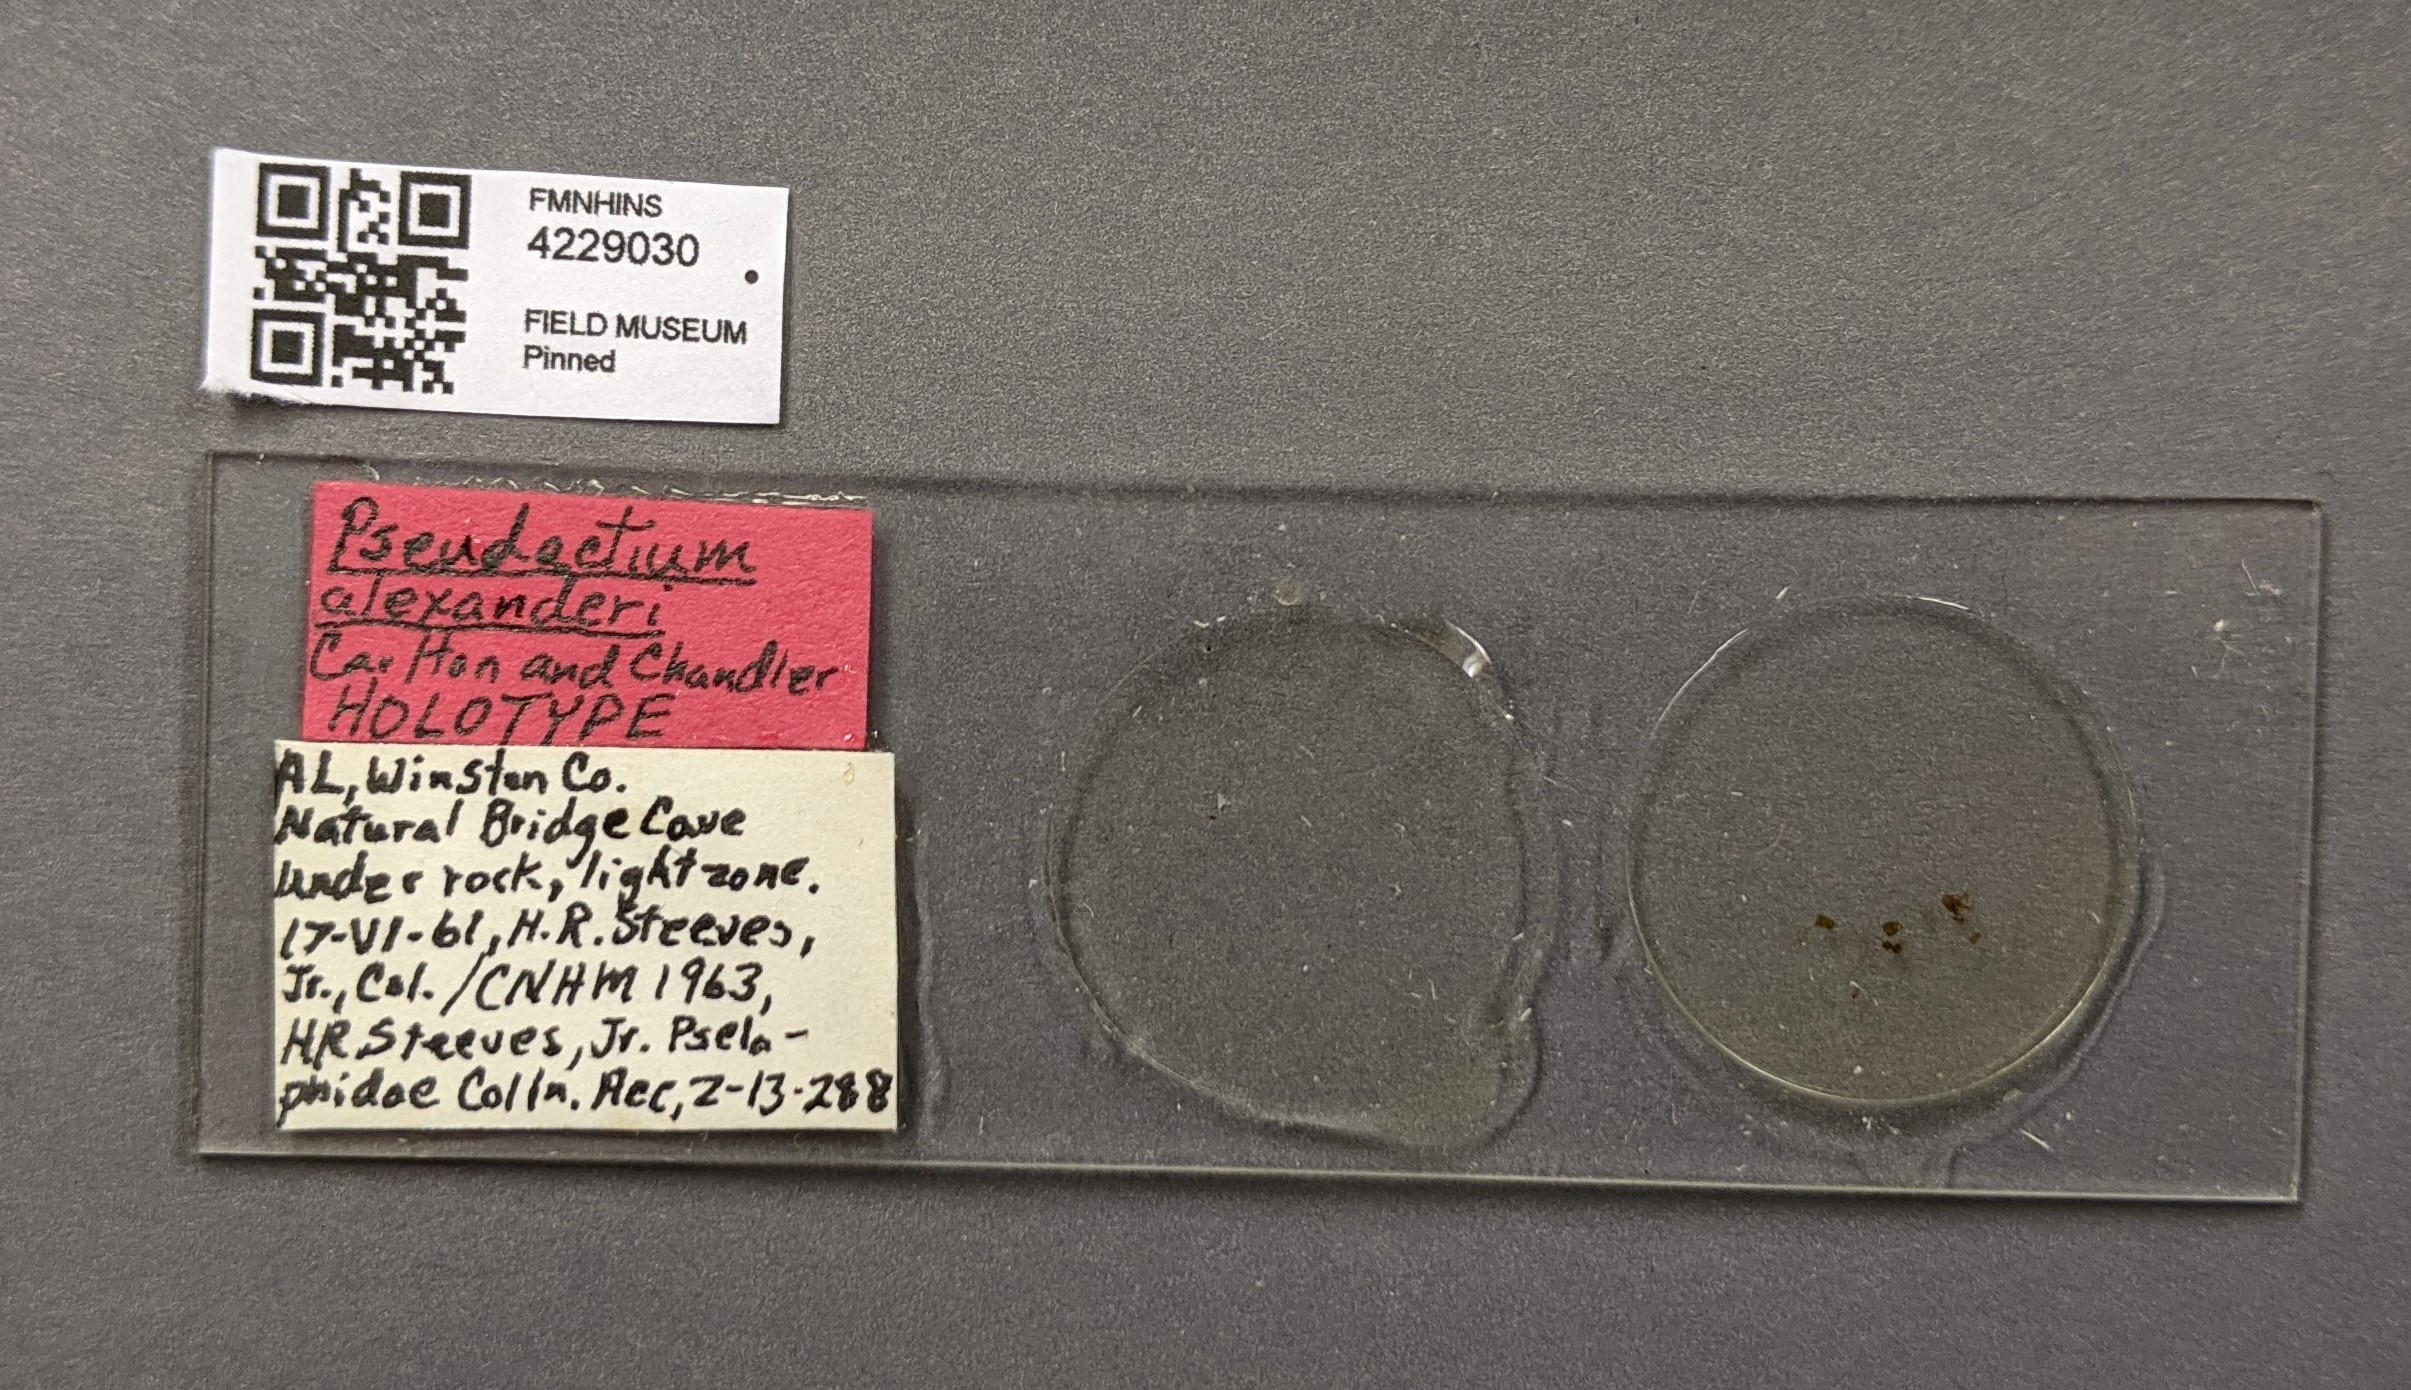 FMNHINS
4229030
FIELD MUSEUM
Pinned
Pseudactium
alexanderi
Carlton and Chandler
HOLOTYPE
AL, Winston Co.
Natural Bridge Cave
under rock, light zone.
17-VI-61, H.R. Steeves,
Jr., Col. / CNHM 1963,
HR Steeves, Jr. Psela-
phidae Colln. Aec, 2-13-288